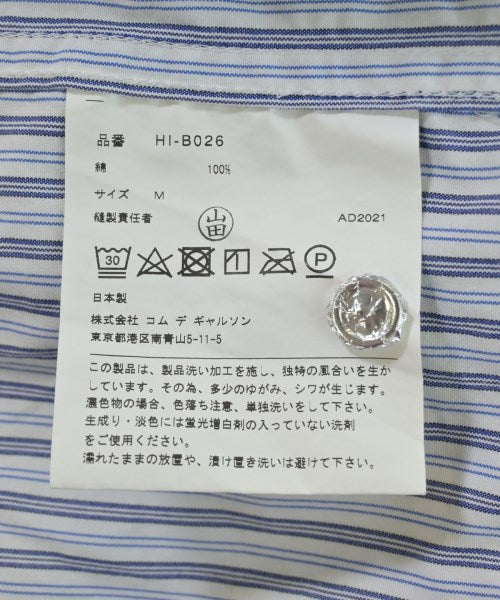 品番 HI-B026
綿 100%
サイズ M
縫製責任者 山田 AD2021
30
日本製
株式会社 コム デ ギャルソン
東京都港区南青山5-11-5
この製品は、製品洗い加工を施し、独特の風合いを生か
しています。その為、多少のゆがみ、シワが生じます。
濃色物の場合、色落ち注意、単独洗いをして下さい。
生成り・淡色には蛍光増白剤の入っていない洗剤
をご使用ください。
濡れたままの放置や、漬け置き洗いは避けて下さい。